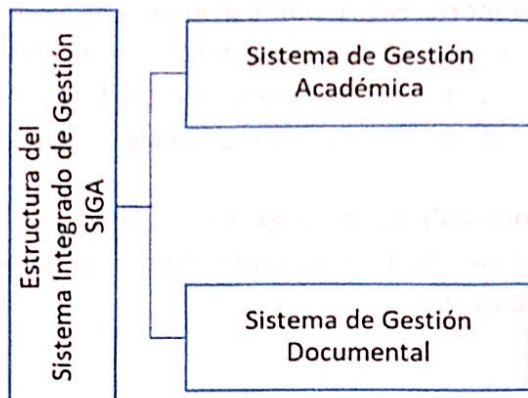 Estructura del
Sistema Integrado de Gestión
SIGA
Sistema de Gestión
Académica
Sistema de Gestión
Documental